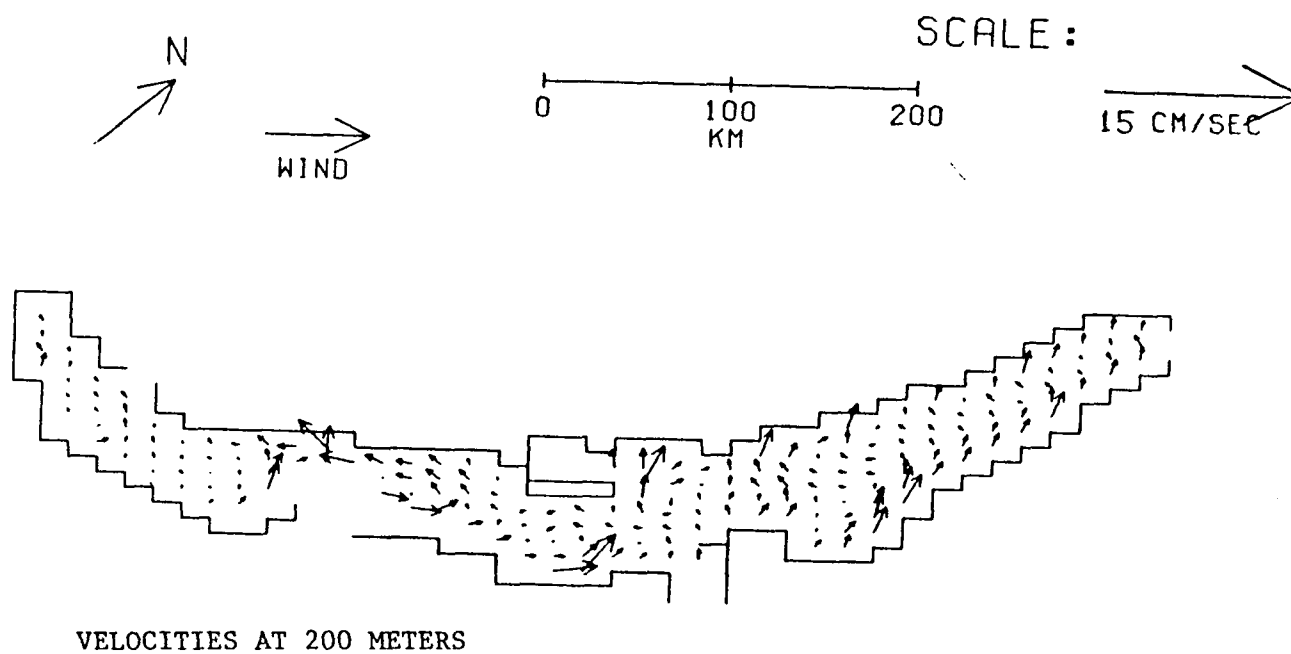 SCALE:
N
0 100 200
KM
15 CM/SEC
WIND
VELOCITIES AT 200 METERS